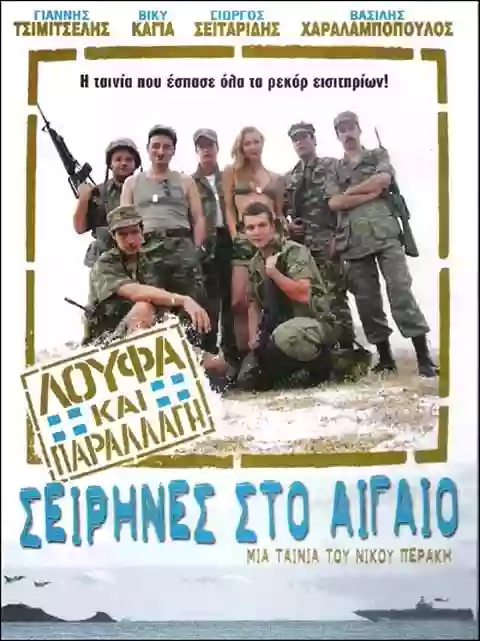 ΓΙΑΝΝΗΣ ΤΣΙΜΙΤΣΕΛΗΣ
ΒΙΚΥ ΚΑΓΙΑ
ΓΙΩΡΓΟΣ ΣΕΪΤΑΡΙΔΗΣ
ΒΑΣΙΛΗΣ ΧΑΡΑΛΑΜΠΟΠΟΥΛΟΣ
Η ταινία που έσπασε όλα τα ρεκόρ εισιτηρίων!
ΛΟΥΦΑ
ΚΑΙ
ΠΑΡΑΛΛΑΓΗ
ΣΕΙΡΗΝΕΣ ΣΤΟ ΑΙΓΑΙΟ
ΜΙΑ ΤΑΙΝΙΑ ΤΟΥ ΝΙΚΟΥ ΠΕΡΑΚΗ